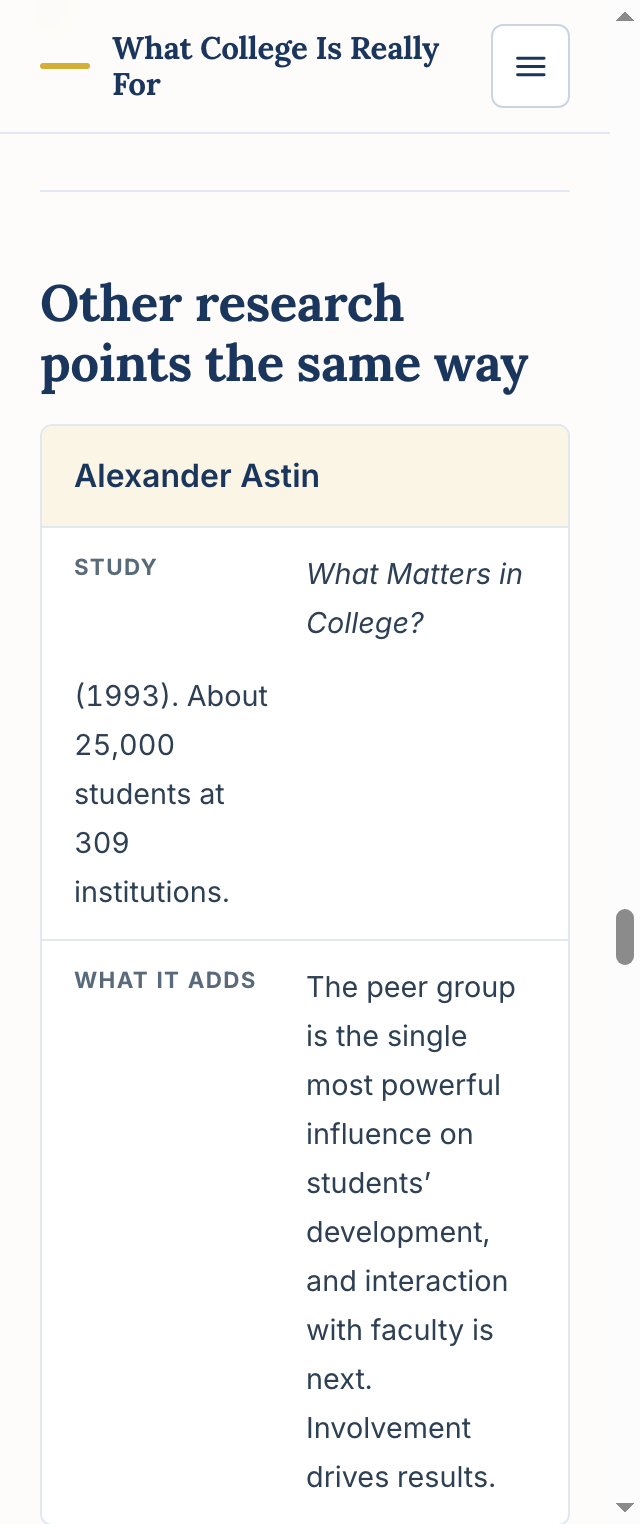 What College Is Really
For
Other research
points the same way
Alexander Astin
STUDY
What Matters in
College?
(1993). About
25,000
students at
309
institutions.
WHAT IT ADDS
The peer group
is the single
most powerful
influence on
students’
development,
and interaction
with faculty is
next.
Involvement
drives results.